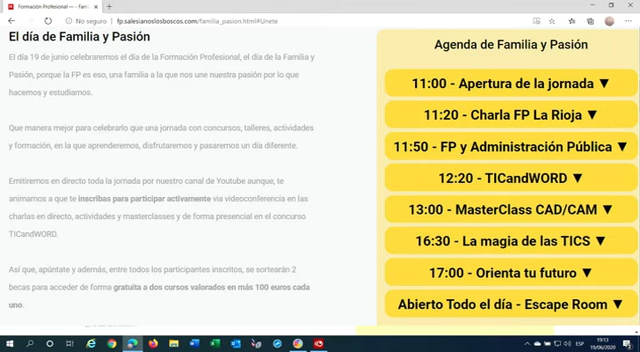 Formación Profesional — - Famili
No seguro | fp.salesianoslosboscos.com/familia_pasion.html#Unete
El día de Familia y Pasión
El día 19 de junio celebraremos el día de la Formación Profesional, el día de la Familia y
Pasión, porque la FP es eso, una familia a la que nos une nuestra pasión por lo que
hacemos y estudiamos.
Que manera mejor para celebrarlo que una jornada con concursos, talleres, actividades
y formación, en la que aprenderemos, disfrutaremos y pasaremos un día diferente.
Emitiremos en directo toda la jornada por nuestro canal de Youtube aunque, te
animamos a que te inscribas para participar activamente via videoconferencia en las
charlas en directo, actividades y masterclasses y de forma presencial en el concurso
TICandWORD.
Así que, apúntate y además, entre todos los participantes inscritos, se sortearán 2
becas para acceder de forma gratuita a dos cursos valorados en más 100 euros cada
uno.
Agenda de Familia y Pasión
11:00 - Apertura de la jornada ▼
11:20 - Charla FP La Rioja ▼
11:50 - FP y Administración Pública ▼
12:20 - TICandWORD ▼
13:00 - MasterClass CAD/CAM ▼
16:30 - La magia de las TICS ▼
17:00 - Orienta tu futuro ▼
Abierto Todo el día - Escape Room ▼
ESP
19:13
19/06/2020